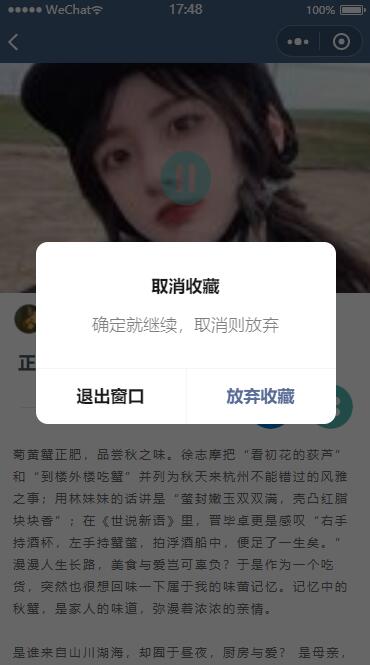 WeChat
17:48
100%
取消收藏
确定就继续，取消则放弃
退出窗口
放弃收藏
正
菊黄蟹正肥，品尝秋之味。徐志摩把“看初花的荻芦”
和“到楼外楼吃蟹”并列为秋天来杭州不能错过的风雅
之事；用林妹妹的话讲是“螯封嫩玉双双满，壳凸红脂
块块香”；在《世说新语》里，晋毕卓更是感叹“右手
持酒杯，左手持蟹螯，拍浮酒船中，便足了一生矣。”
漫漫人生长路，美食与爱岂可辜负？于是作为一个吃
货，突然也很想回味一下属于我的味蕾记忆。记忆中的
秋蟹，是家人的味道，弥漫着浓浓的亲情。
是谁来自山川湖海，却囿于昼夜，厨房与爱？ 是母亲，